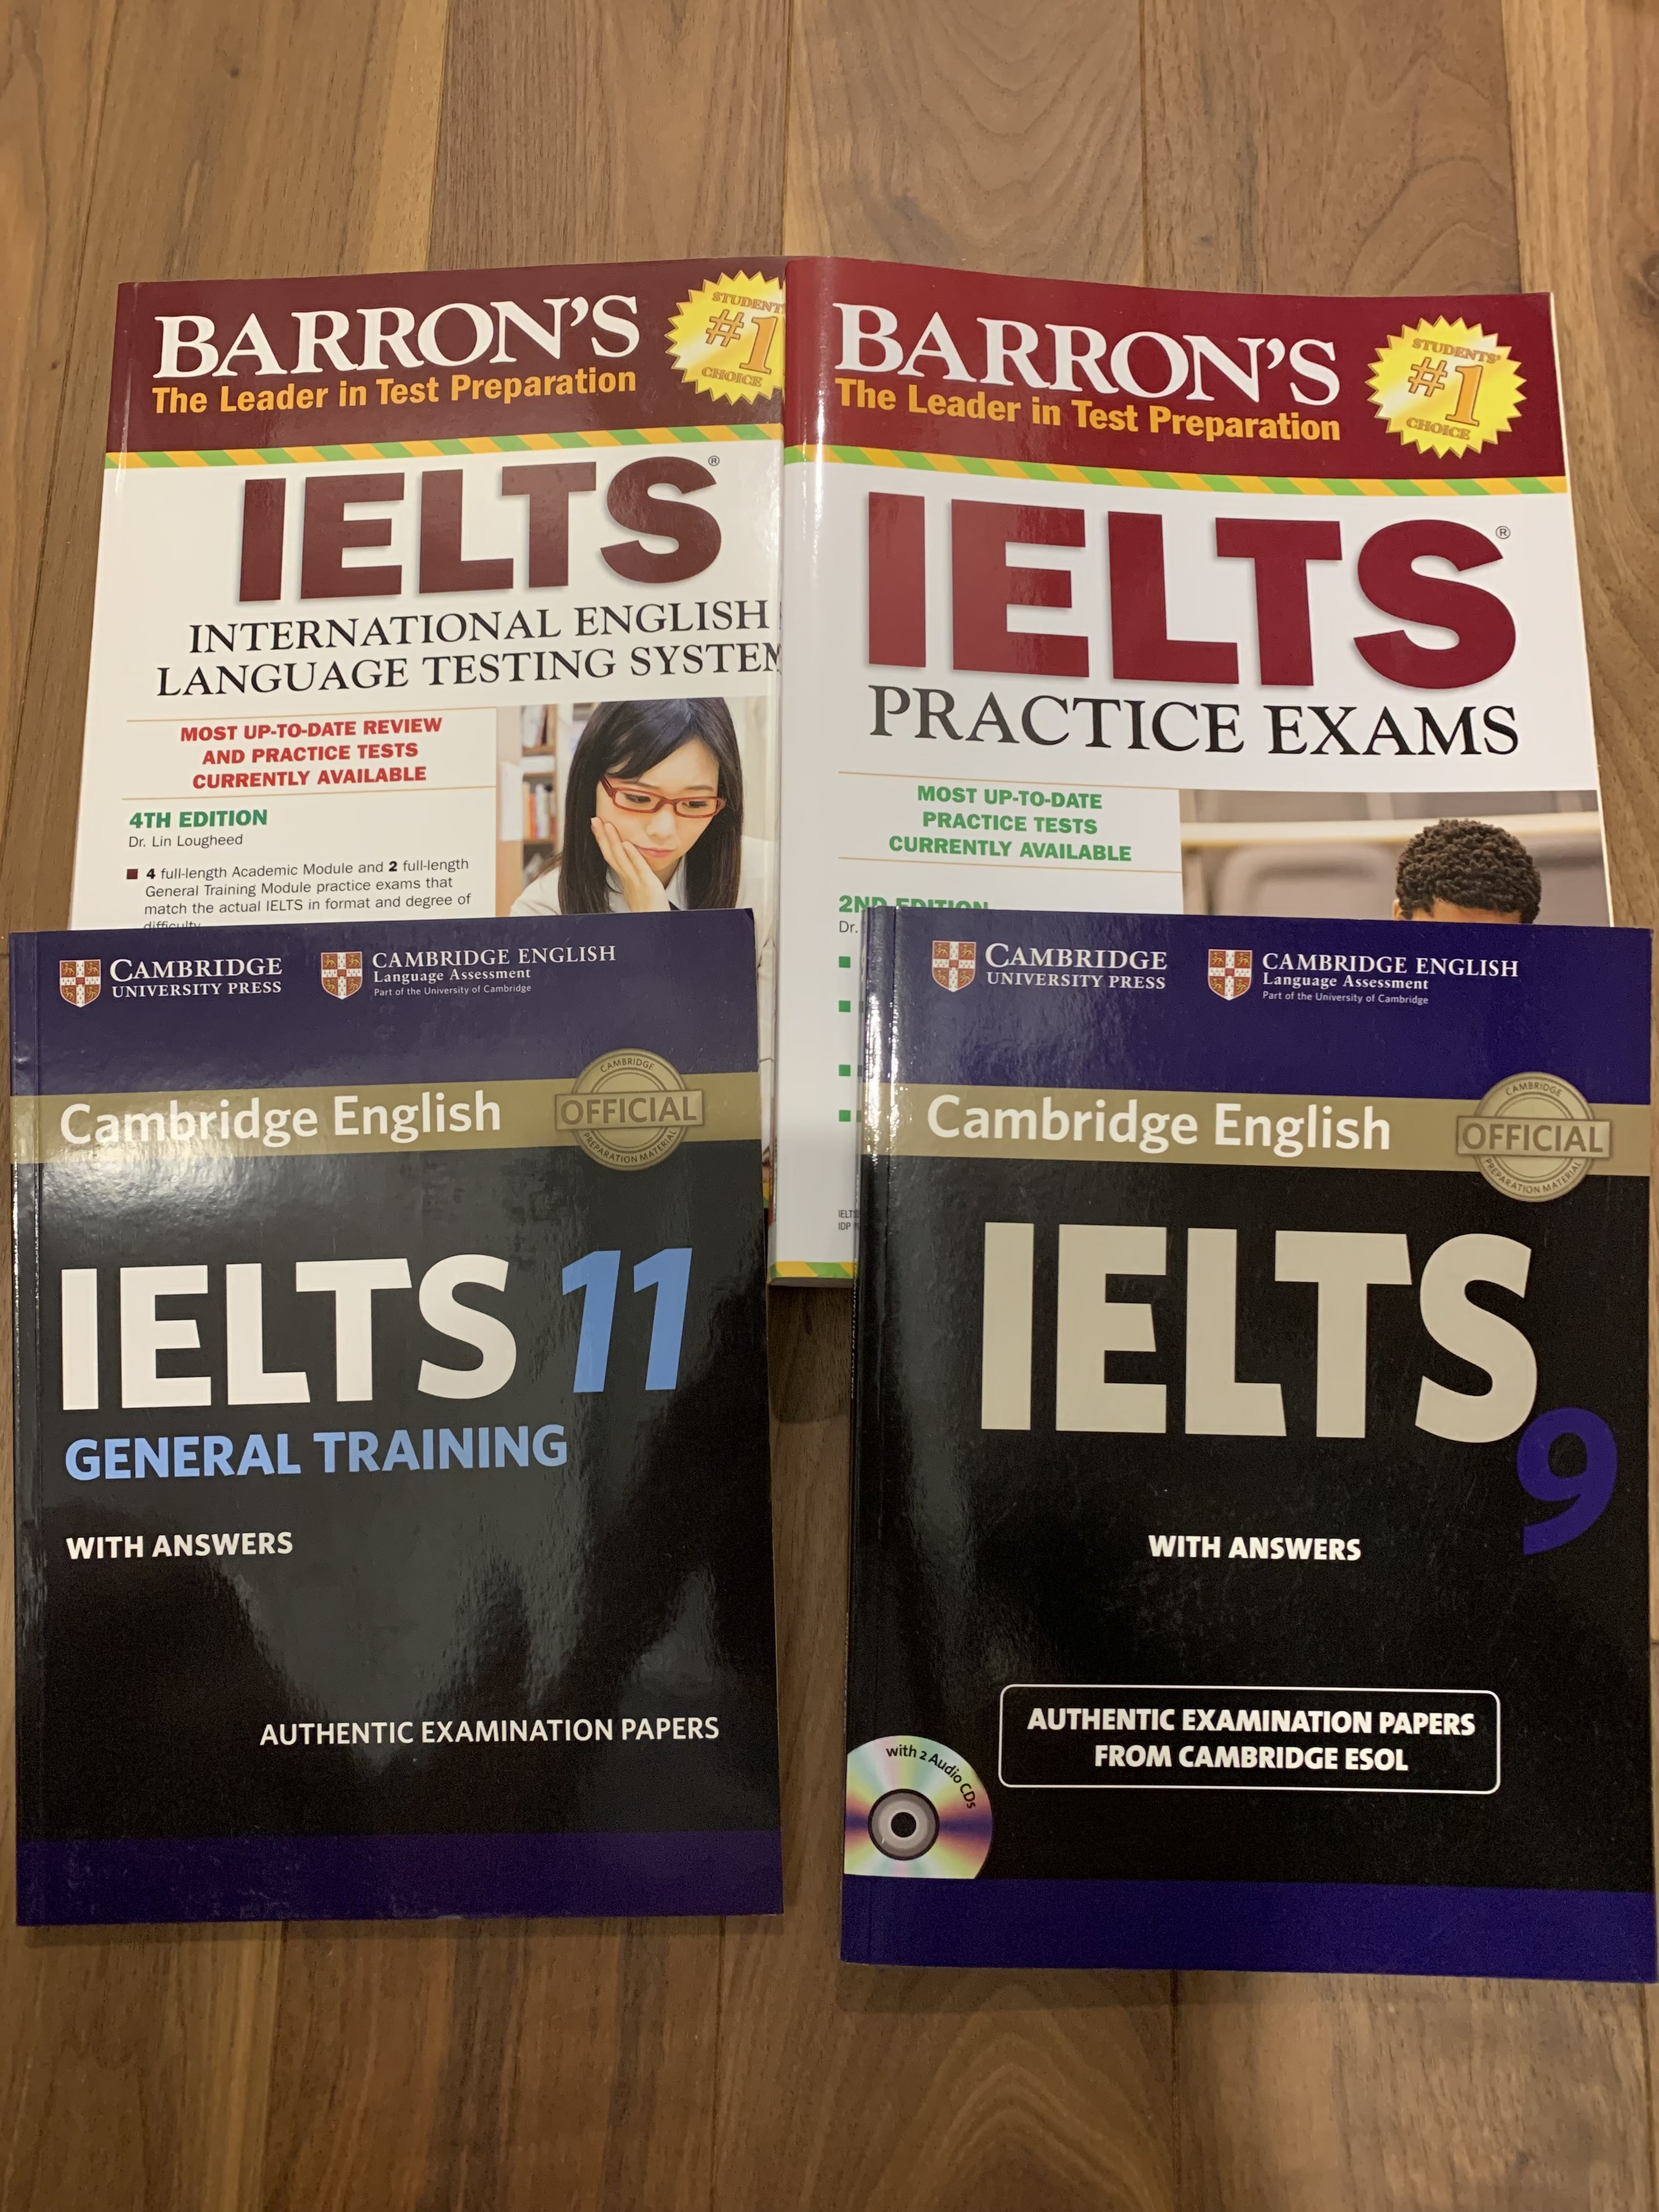 BARRON'S
The Leader in Test Preparation
STUDENT
#1
CHOICE
IELTS®
INTERNATIONAL ENGLISH
LANGUAGE TESTING SYSTEM
MOST UP-TO-DATE REVIEW
AND PRACTICE TESTS
CURRENTLY AVAILABLE
4TH EDITION
Dr. Lin Lougheed
■ 4 full-length Academic Module and 2 full-length
General Training Module practice exams that
match the actual IELTS in format and degree of
difficulty
BARRON'S
The Leader in Test Preparation
STUDENTS'
#1
CHOICE
IELTS®
PRACTICE EXAMS
MOST UP-TO-DATE
PRACTICE TESTS
CURRENTLY AVAILABLE
2ND EDITION
Dr.
IELTS
IDP
CAMBRIDGE
UNIVERSITY PRESS
CAMBRIDGE ENGLISH
Language Assessment
Part of the University of Cambridge
Cambridge English
CAMBRIDGE
OFFICIAL
PREPARATION MATERIAL
IELTS 11
GENERAL TRAINING
WITH ANSWERS
AUTHENTIC EXAMINATION PAPERS
CAMBRIDGE
UNIVERSITY PRESS
CAMBRIDGE ENGLISH
Language Assessment
Part of the University of Cambridge
Cambridge English
CAMBRIDGE
OFFICIAL
PREPARATION MATERIAL
IELTS 9
WITH ANSWERS
AUTHENTIC EXAMINATION PAPERS
FROM CAMBRIDGE ESOL
with 2 Audio CDs